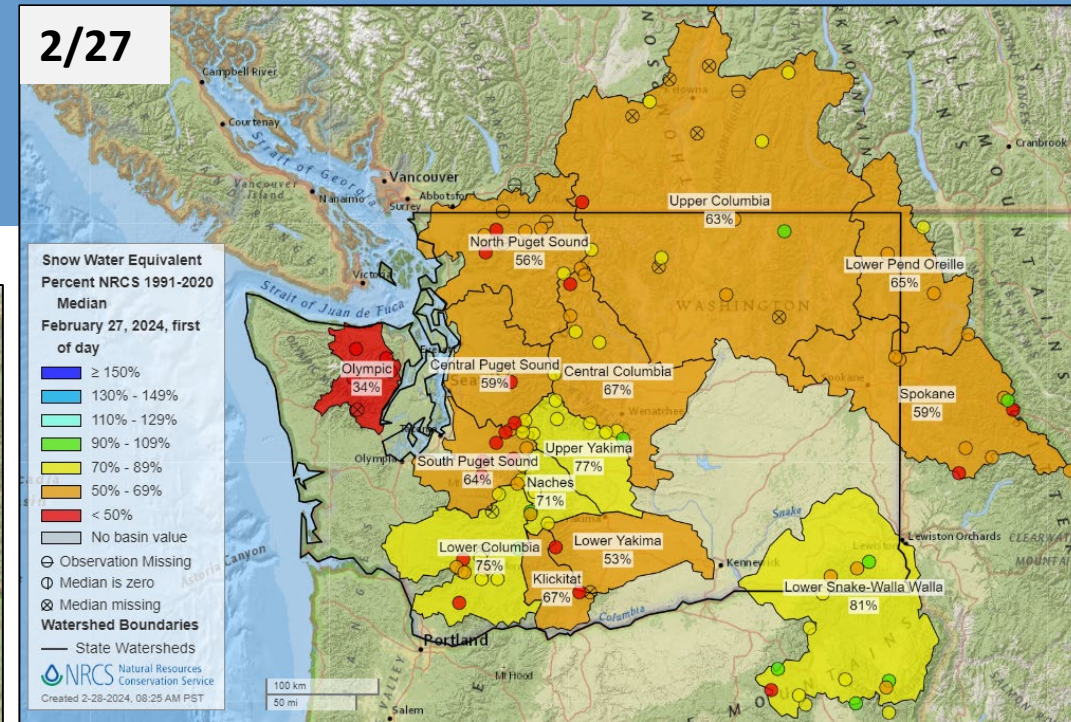 2/27
Campbell River
Courtenay
Strait of Georgia
Vancouver
Vancouver Island
Nanaimo
Surrey
Abbotsfor
Kelowna
Cranbrook
Victoria
Strait of Juan de Fuca
Snow Water Equivalent
Percent NRCS 1991-2020
Median
February 27, 2024, first
of day
≥ 150%
130% - 149%
110% - 129%
90% - 109%
70% - 89%
50% - 69%
< 50%
No basin value
Observation Missing
Median is zero
Median missing
Watershed Boundaries
State Watersheds
NRCS Natural Resources
Conservation Service
Created 2-28-2024, 08:25 AM PST
Upper Columbia
63%
North Puget Sound
56%
Lower Pend Oreille
65%
WASHINGTON
Olympic
34%
Central Puget Sound
59%
Central Columbia
67%
Spokane
Spokane
59%
Wenatchee
Olympia
South Puget Sound
64%
Upper Yakima
77%
Naches
71%
Yakima
Snake
Lower Columbia
75%
Lower Yakima
53%
Klickitat
67%
Kennewick
Lewiston
Lewiston Orchards
Lower Snake-Walla Walla
81%
Astoria Canyon
Columbia
Portland
Mt Hood
Salem
100 km
50 mi